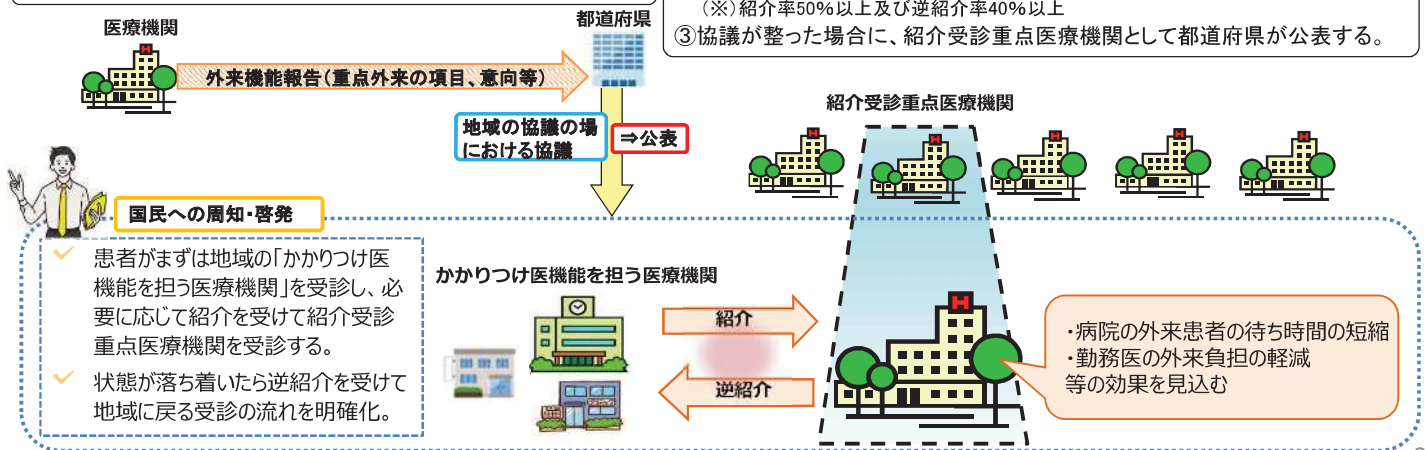 (※)紹介率50%以上及び逆紹介率40%以上
③協議が整った場合に、紹介受診重点医療機関として都道府県が公表する。
都道府県
医療機関
外来機能報告(重点外来の項目、意向等)
地域の協議の場
における協議
⇒公表
紹介受診重点医療機関
H
H
H
H
H
H
国民への周知・啓発
患者がまずは地域の「かかりつけ医
機能を担う医療機関」を受診し、必
要に応じて紹介を受けて紹介受診
重点医療機関を受診する。
状態が落ち着いたら逆紹介を受けて
地域に戻る受診の流れを明確化。
かかりつけ医機能を担う医療機関
紹介
逆紹介
H
・病院の外来患者の待ち時間の短縮
・勤務医の外来負担の軽減
等の効果を見込む